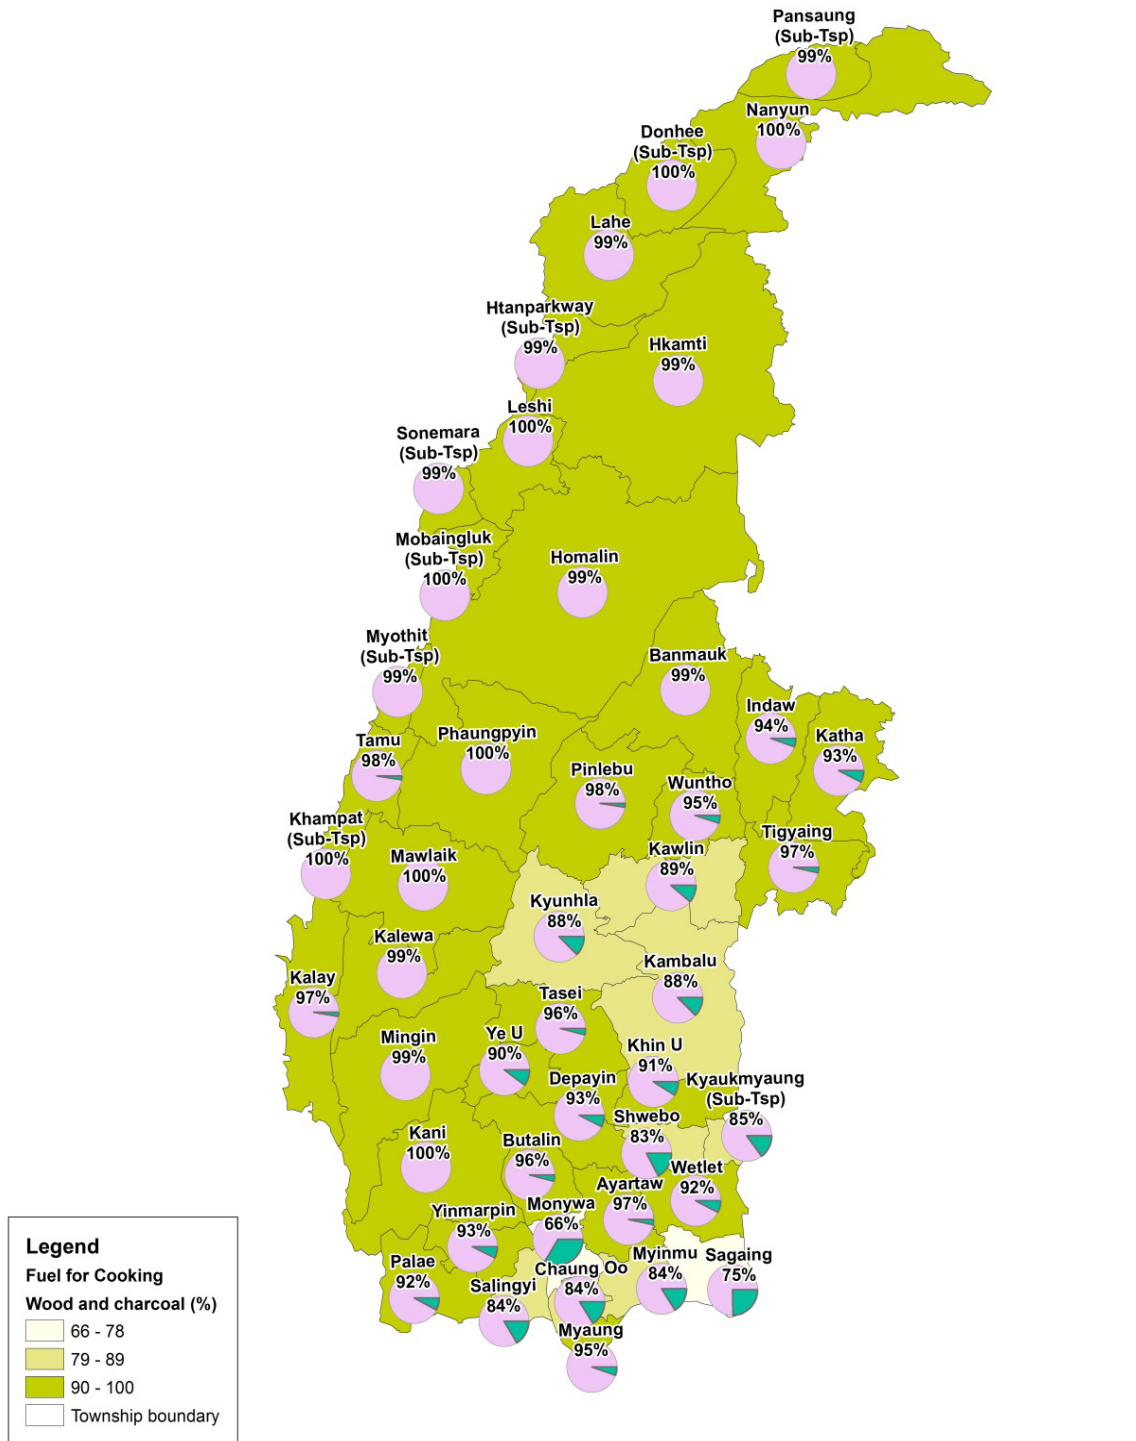 Pansaung
(Sub-Tsp)
99%
Nanyun
100%
Donhee
(Sub-Tsp)
100%
Lahe
99%
Htanparkway
(Sub-Tsp)
99%
Hkamti
99%
Leshi
100%
Sonemara
(Sub-Tsp)
99%
Mobaingluk
(Sub-Tsp)
100%
Homalin
99%
Myothit
(Sub-Tsp)
99%
Banmauk
99%
Indaw
94%
Katha
93%
Tamu
98%
Phaungpyin
100%
Pinlebu
98%
Wuntho
95%
Tigyaing
97%
Khampat
(Sub-Tsp)
100%
Mawlaik
100%
Kawlin
89%
Kyunhla
88%
Kalewa
99%
Kambalu
88%
Kalay
97%
Tasei
96%
Mingin
99%
Ye U
90%
Khin U
91%
Depayin
93%
Kyaukmyaung
(Sub-Tsp)
85%
Shwebo
83%
Kani
100%
Butalin
96%
Wetlet
92%
Ayartaw
97%
Monywa
66%
Yinmarpin
93%
Palae
92%
Salingyi
84%
Chaung Oo
84%
Myinmu
84%
Sagaing
75%
Myaung
95%
Legend
Fuel for Cooking
Wood and charcoal (%)
66 - 78
79 - 89
90 - 100
Township boundary